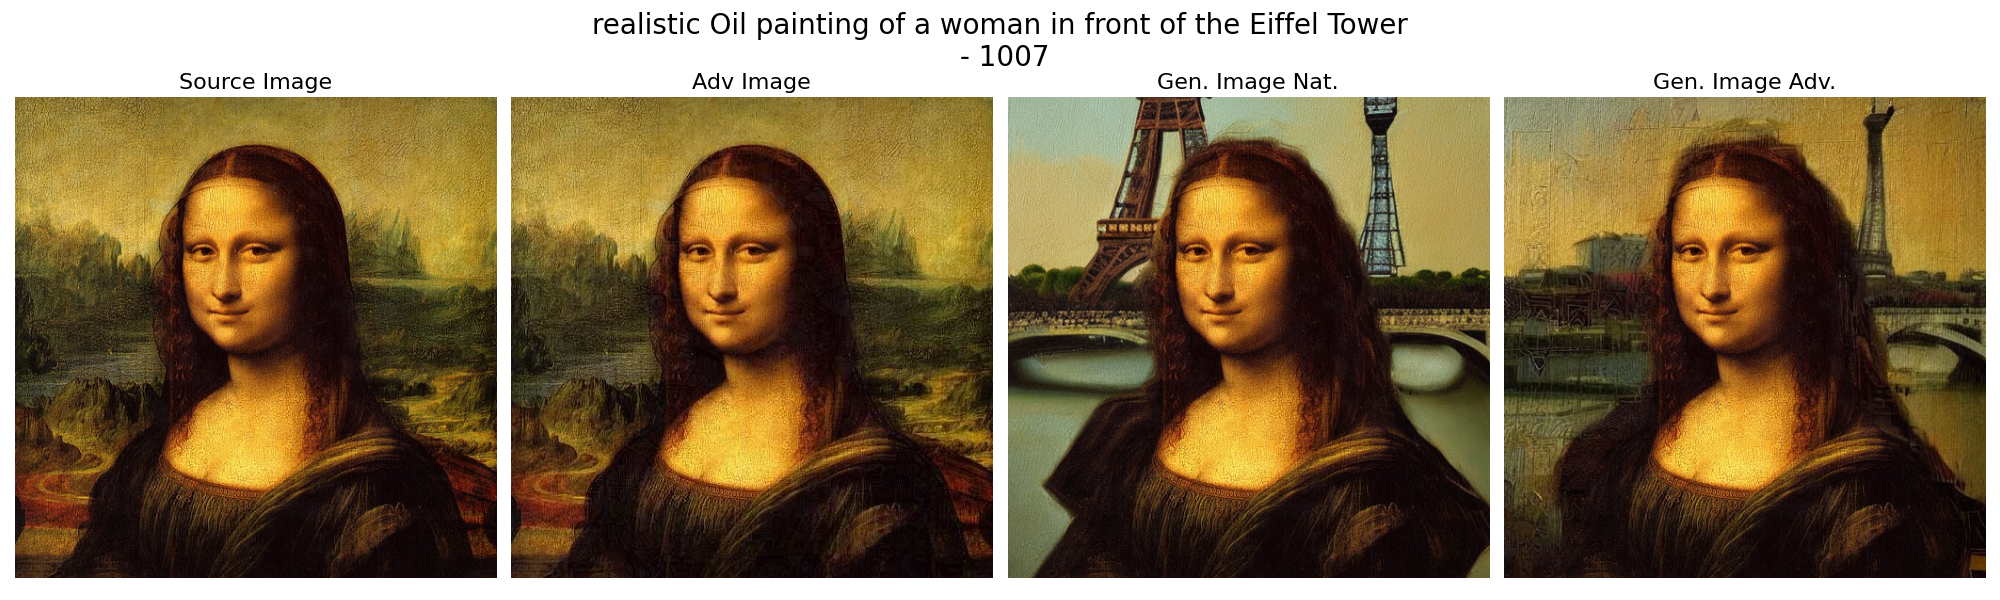 realistic Oil painting of a woman in front of the Eiffel Tower
- 1007
Source Image
Adv Image
Gen. Image Nat.
Gen. Image Adv.